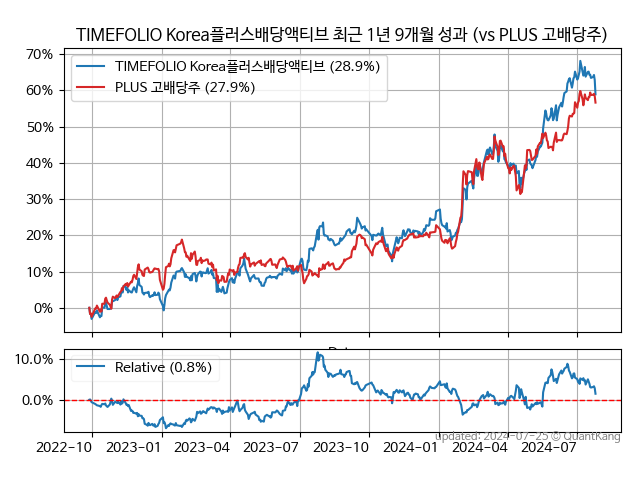 TIMEFOLIO Korea플러스배당액티브 최근 1년 9개월 성과 (vs PLUS 고배당주)
70%
60%
50%
40%
30%
20%
10%
0%
TIMEFOLIO Korea플러스배당액티브 (28.9%)
PLUS 고배당주 (27.9%)
10.0%
0.0%
Relative (0.8%)
2022-10 2023-01 2023-04 2023-07 2023-10 2024-01 2024-04 2024-07
updated: 2024-07-25 © QuantKang